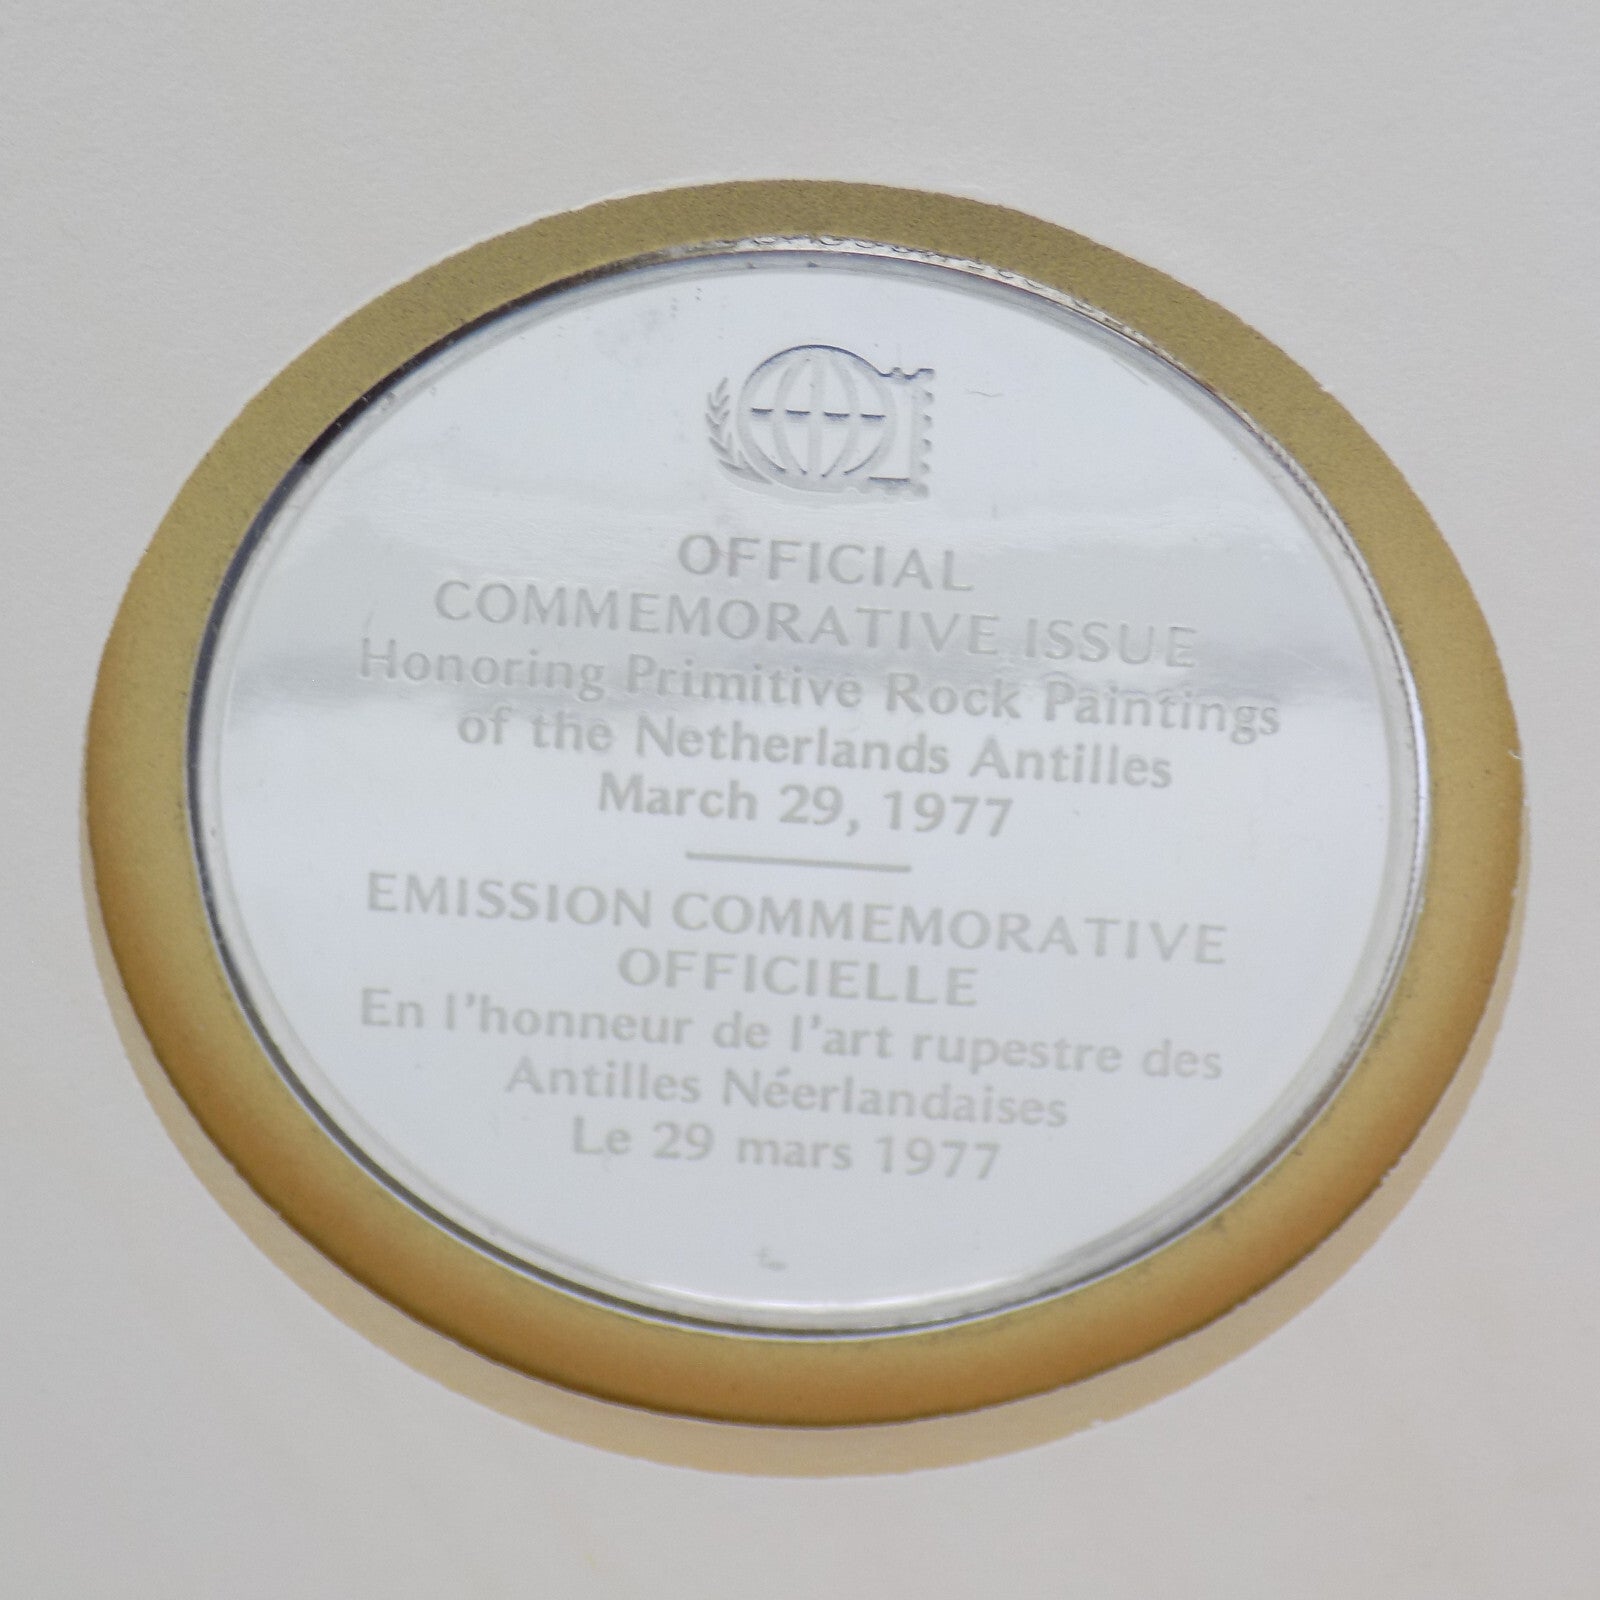 OFFICIAL
COMMEMORATIVE ISSUE
Honoring Primitive Rock Paintings
of the Netherlands Antilles
March 29, 1977
EMISSION COMMEMORATIVE
OFFICIELLE
En l'honneur de l'art rupestre des
Antilles Néerlandaises
Le 29 mars 1977